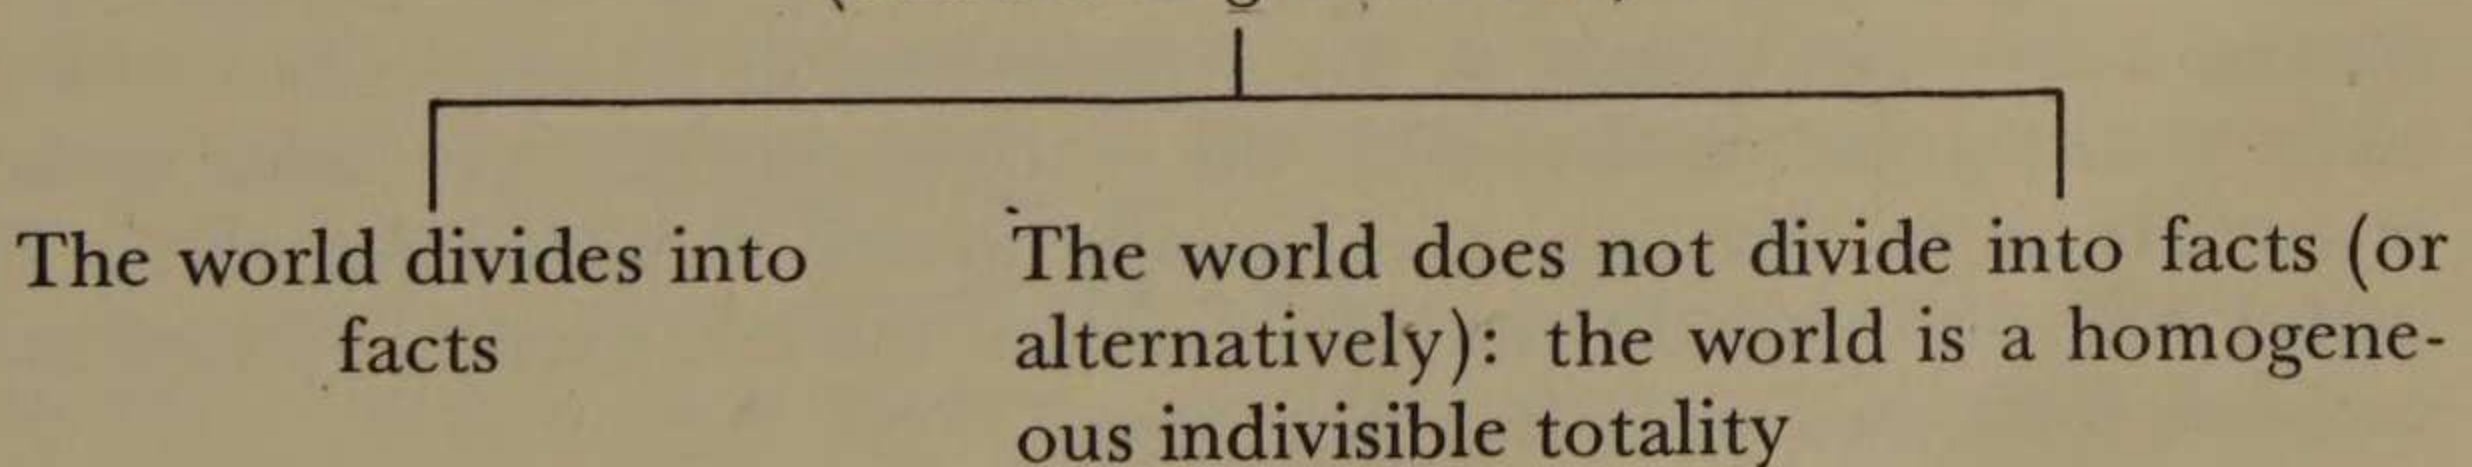 The world divides into
facts
The world does not divide into facts (or
alternatively): the world is a homogene-
ous indivisible totality